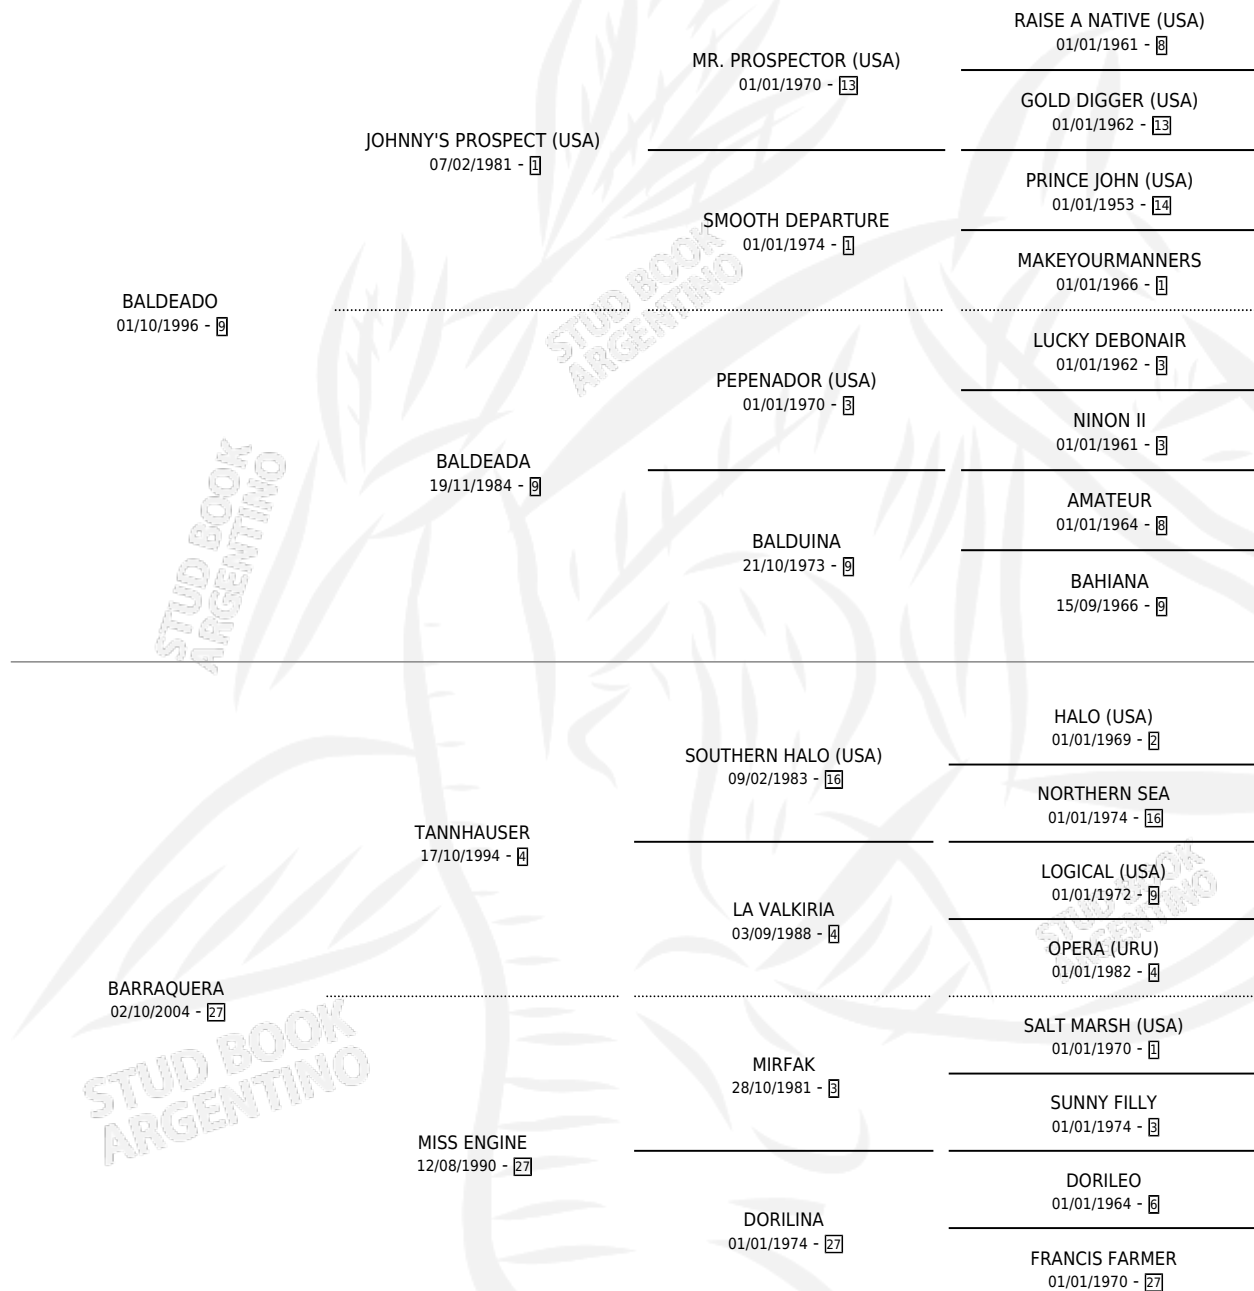 RAISE A NATIVE (USA)
01/01/1961 - 8
MR. PROSPECTOR (USA)
01/01/1970 - 13
GOLD DIGGER (USA)
01/01/1962 - 13
JOHNNY'S PROSPECT (USA)
07/02/1981 - 1
PRINCE JOHN (USA)
01/01/1953 - 14
SMOOTH DEPARTURE
01/01/1974 - 1
MAKEYOURMANNERS
01/01/1966 - 1
BALDEADO
01/10/1996 - 9
LUCKY DEBONAIR
01/01/1962 - 3
PEPENADOR (USA)
01/01/1970 - 3
NINON II
01/01/1961 - 3
BALDEADA
19/11/1984 - 9
AMATEUR
01/01/1964 - 8
BALDUINA
21/10/1973 - 9
BAHIANA
15/09/1966 - 9
STUD BOOK
ARGENTINO
STUD BOOK
ARGENTINO
HALO (USA)
01/01/1969 - 2
SOUTHERN HALO (USA)
09/02/1983 - 16
NORTHERN SEA
01/01/1974 - 16
TANNHAUSER
17/10/1994 - 4
LOGICAL (USA)
01/01/1972 - 9
LA VALKIRIA
03/09/1988 - 4
OPERA (URU)
01/01/1982 - 4
STUD BOOK
ARGENTINO
BARRAQUERA
02/10/2004 - 27
SALT MARSH (USA)
01/01/1970 - 1
MIRFAK
28/10/1981 - 3
SUNNY FILLY
01/01/1974 - 3
MISS ENGINE
12/08/1990 - 27
DORILEO
01/01/1964 - 6
DORILINA
01/01/1974 - 27
FRANCIS FARMER
01/01/1970 - 27
STUD BOOK
ARGENTINO